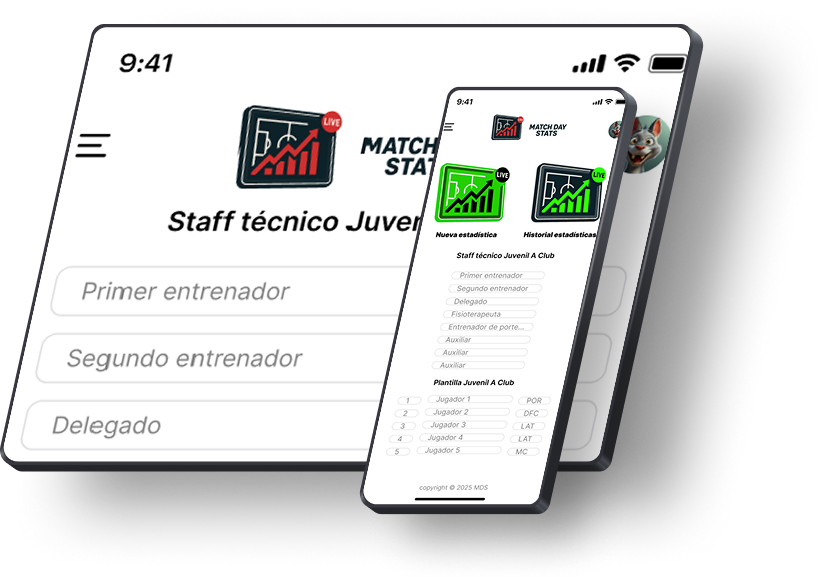 9:41
LIVE
MATCH
STAT
Staff técnico Juven
Primer entrenador
Segundo entrenador
Delegado
9:41
LIVE
MATCH DAY
STATS
LIVE
LIVE
Nueva estadística
Historial estadísticas
Staff técnico Juvenil A Club
Primer entrenador
Segundo entrenador
Delegado
Fisioterapeuta
Entrenador de porte...
Auxiliar
Auxiliar
Auxiliar
Plantilla Juvenil A Club
1 Jugador 1 POR
2 Jugador 2 DFC
3 Jugador 3 LAT
4 Jugador 4 LAT
5 Jugador 5 MC
copyright © 2025 MDS